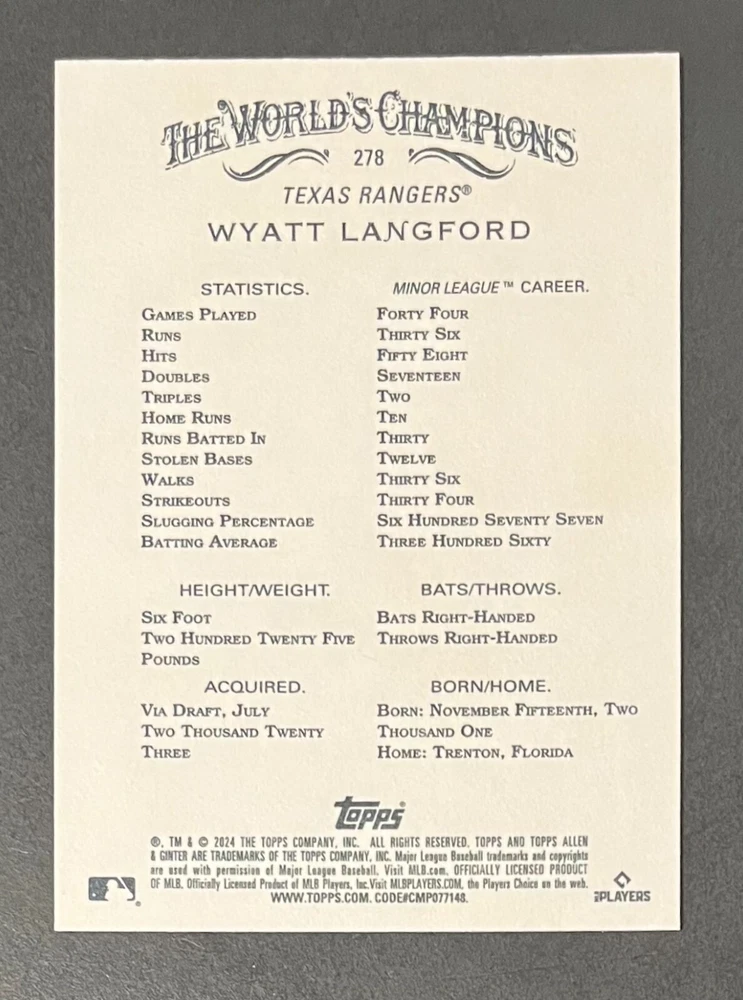 THE WORLD'S CHAMPIONS
278
TEXAS RANGERS®
WYATT LANGFORD
STATISTICS. MINOR LEAGUE™ CAREER.
GAMES PLAYED FORTY FOUR
RUNS THIRTY SIX
HITS FIFTY EIGHT
DOUBLES SEVENTEEN
TRIPLES TWO
HOME RUNS TEN
RUNS BATTED IN THIRTY
STOLEN BASES TWELVE
WALKS THIRTY SIX
STRIKEOUTS THIRTY FOUR
SLUGGING PERCENTAGE SIX HUNDRED SEVENTY SEVEN
BATTING AVERAGE THREE HUNDRED SIXTY
HEIGHT/WEIGHT.
SIX FOOT
TWO HUNDRED TWENTY FIVE
POUNDS
BATS/THROWS.
BATS RIGHT-HANDED
THROWS RIGHT-HANDED
ACQUIRED.
VIA DRAFT, JULY
TWO THOUSAND TWENTY
THREE
BORN/HOME.
BORN: NOVEMBER FIFTEENTH, TWO
THOUSAND ONE
HOME: TRENTON, FLORIDA
topps®
®, TM & © 2024 THE TOPPS COMPANY, INC. ALL RIGHTS RESERVED. TOPPS AND TOPPS ALLEN
& GINTER ARE TRADEMARKS OF THE TOPPS COMPANY, INC. Major League Baseball trademarks and copyrights
are used with permission of Major League Baseball. Visit MLB.com. OFFICIALLY LICENSED PRODUCT
OF MLB. Officially Licensed Product of MLB Players, Inc. Visit MLBPLAYERS.COM, the Players Choice on the web.
WWW.TOPPS.COM. CODE#CMP077148.
MLB PLAYERS